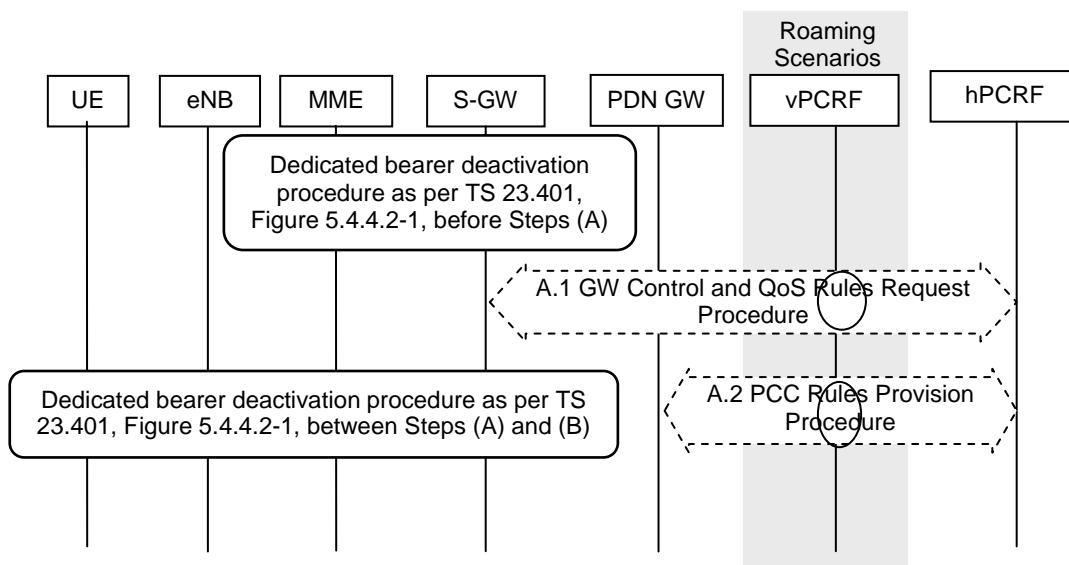 Roaming
Scenarios
UE
eNB
MME
S-GW
PDN GW
vPCRF
hPCRF
Dedicated bearer deactivation
procedure as per TS 23.401,
Figure 5.4.4.2-1, before Steps (A)
A.1 GW Control and QoS Rules Request
Procedure
Dedicated bearer deactivation procedure as per TS
23.401, Figure 5.4.4.2-1, between Steps (A) and (B)
A.2 PCC Rules Provision
Procedure